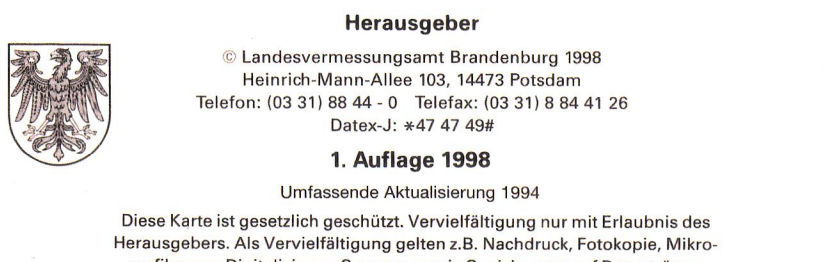 Herausgeber
© Landesvermessungsamt Brandenburg 1998
Heinrich-Mann-Allee 103, 14473 Potsdam
Telefon: (03 31) 88 44 - 0 Telefax: (03 31) 8 84 41 26
Datex-J: *47 47 49#
1. Auflage 1998
Umfassende Aktualisierung 1994
Diese Karte ist gesetzlich geschützt. Vervielfältigung nur mit Erlaubnis des
Herausgebers. Als Vervielfältigung gelten z.B. Nachdruck, Fotokopie, Mikro-